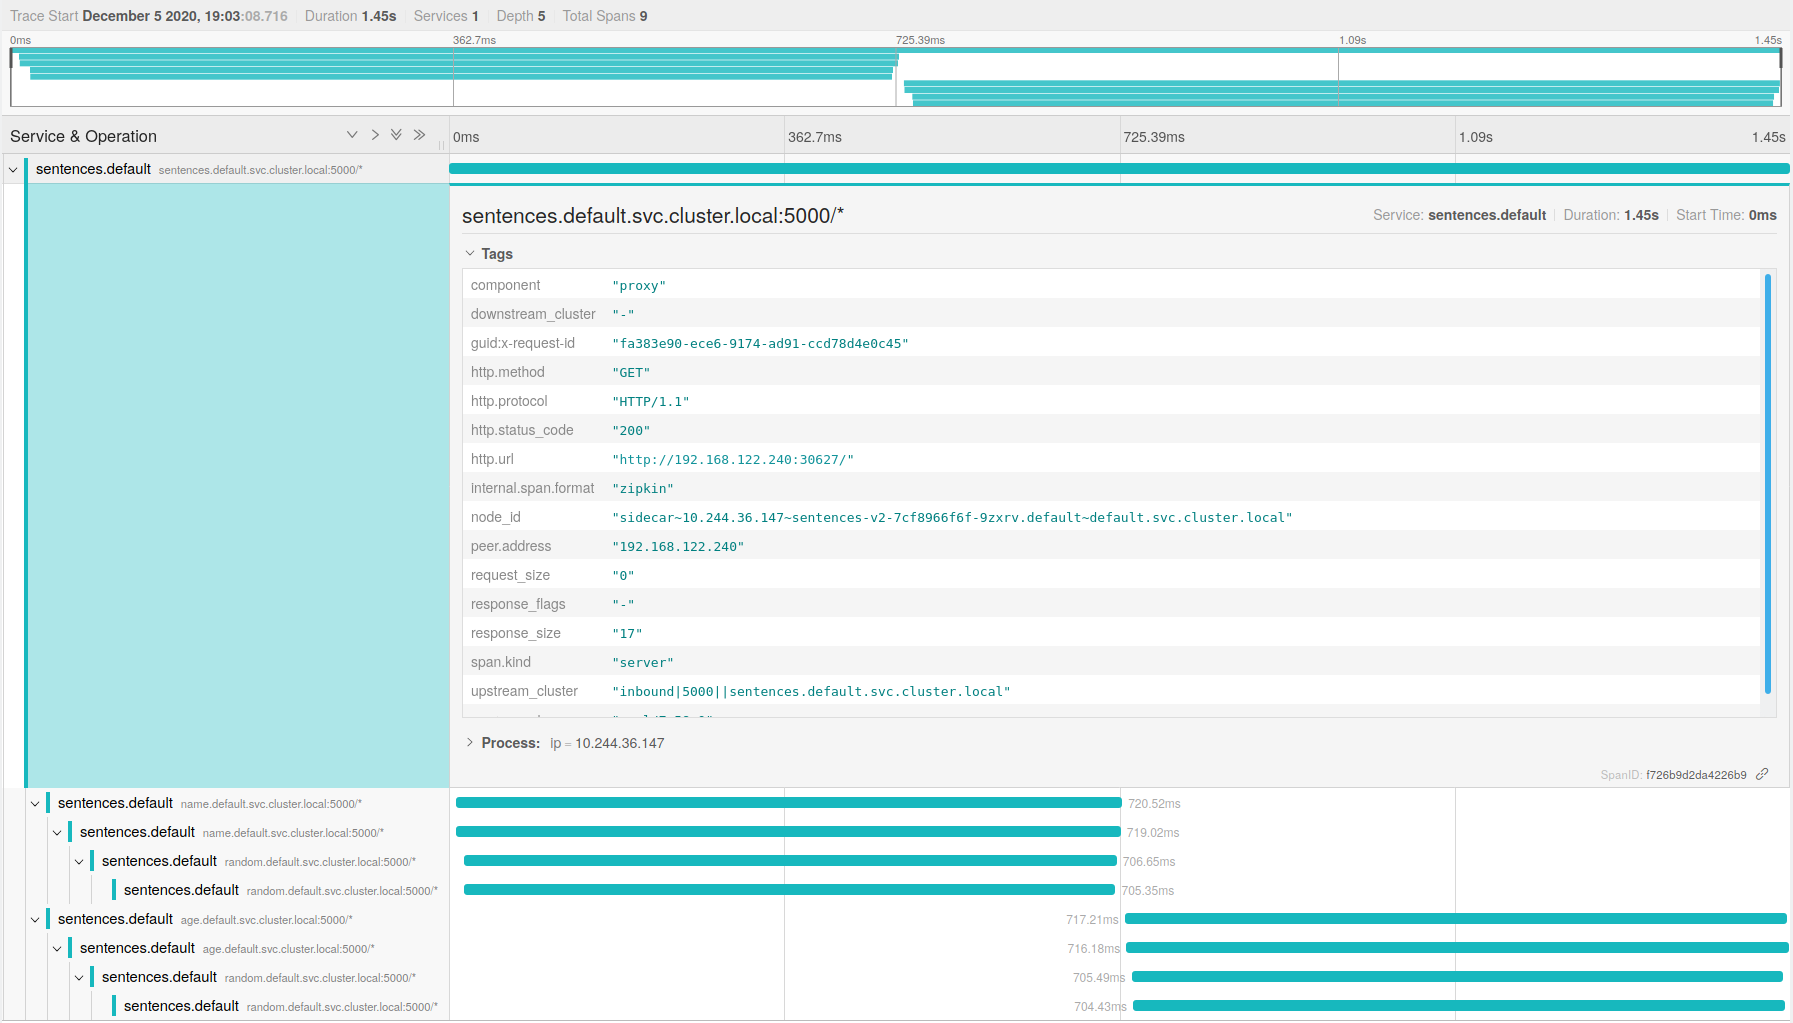 Trace Start December 5 2020, 19:03:08.716 Duration 1.45s Services 1 Depth 5 Total Spans 9
0ms 362.7ms 725.39ms 1.09s 1.45s
Service & Operation 0ms 362.7ms 725.39ms 1.09s 1.45s
sentences.default sentences.default.svc.cluster.local:5000/*
sentences.default.svc.cluster.local:5000/* Service: sentences.default Duration: 1.45s Start Time: 0ms
Tags
component "proxy"
downstream_cluster "-"
guid:x-request-id "fa383e90-ece6-9174-ad91-ccd78d4e0c45"
http.method "GET"
http.protocol "HTTP/1.1"
http.status_code "200"
http.url "http://192.168.122.240:30627/"
internal.span.format "zipkin"
node_id "sidecar~10.244.36.147~sentences-v2-7cf8966f6f-9zxrv.default~default.svc.cluster.local"
peer.address "192.168.122.240"
request_size "0"
response_flags "-"
response_size "17"
span.kind "server"
upstream_cluster "inbound|5000||sentences.default.svc.cluster.local"
Process: ip = 10.244.36.147
SpanID: f726b9d2da4226b9
sentences.default name.default.svc.cluster.local:5000/* 720.52ms
sentences.default name.default.svc.cluster.local:5000/* 719.02ms
sentences.default random.default.svc.cluster.local:5000/* 706.65ms
sentences.default random.default.svc.cluster.local:5000/* 705.35ms
sentences.default age.default.svc.cluster.local:5000/* 717.21ms
sentences.default age.default.svc.cluster.local:5000/* 716.18ms
sentences.default random.default.svc.cluster.local:5000/* 705.49ms
sentences.default random.default.svc.cluster.local:5000/* 704.43ms